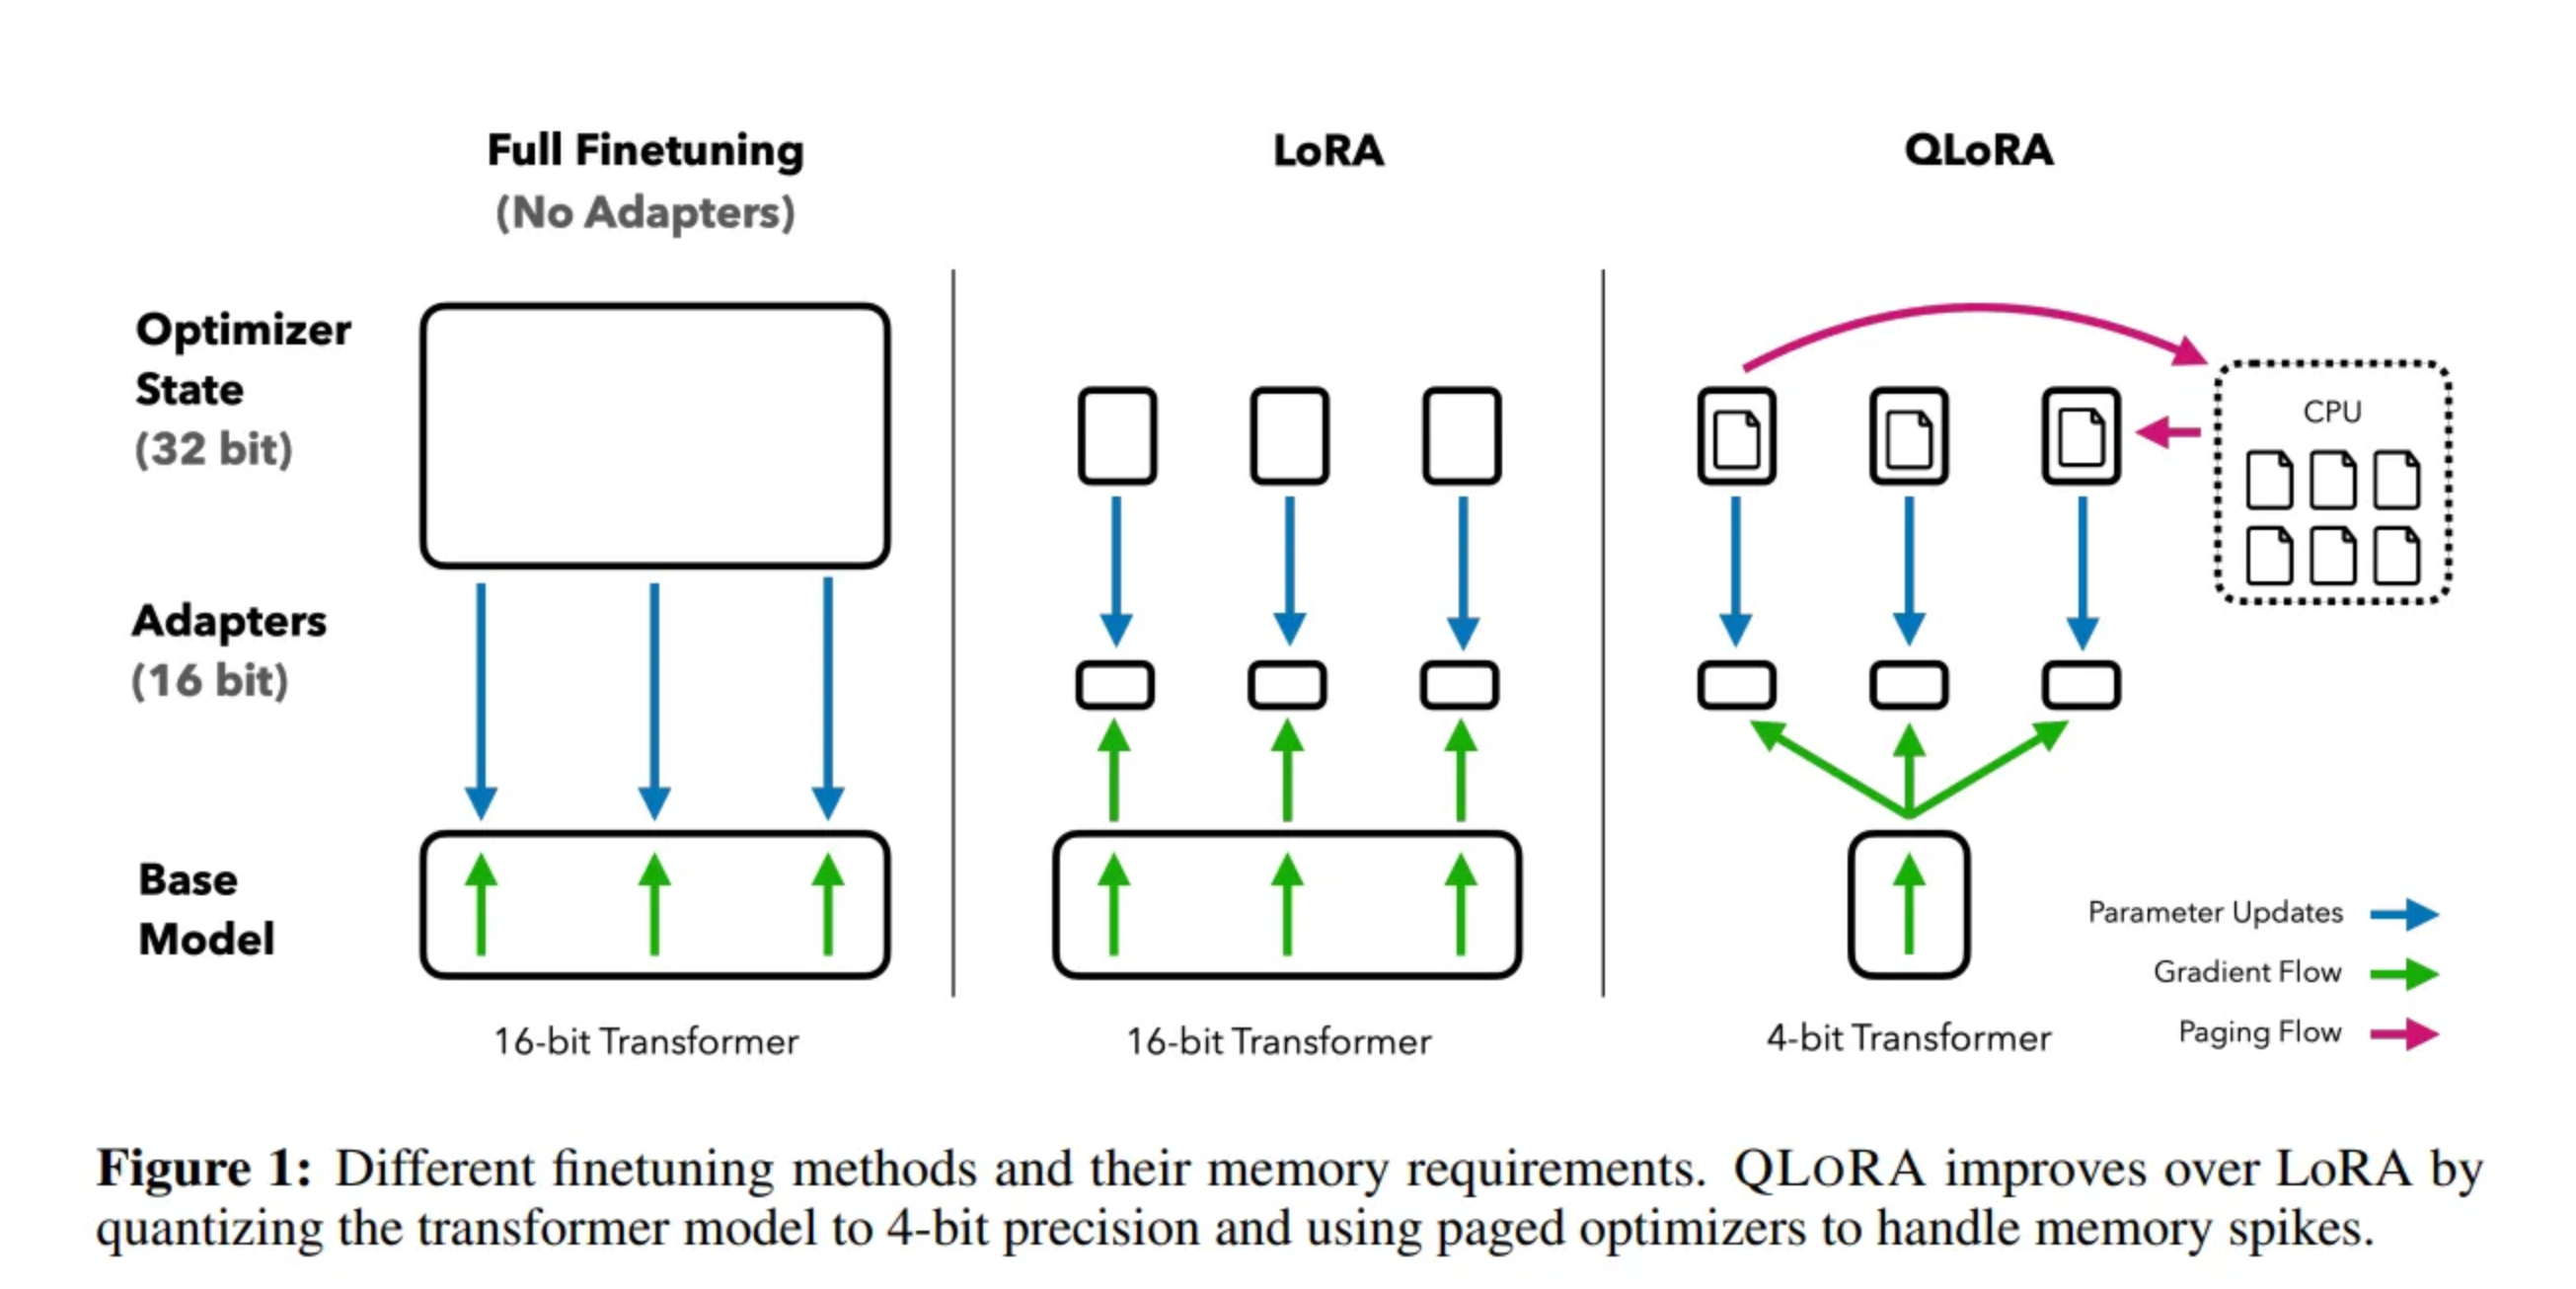 Full Finetuning
(No Adapters)
LoRA
QLoRA
Optimizer
State
(32 bit)
CPU
Adapters
(16 bit)
Base
Model
Parameter Updates
Gradient Flow
Paging Flow
16-bit Transformer
16-bit Transformer
4-bit Transformer
Figure 1: Different finetuning methods and their memory requirements. QLORA improves over LoRA by
quantizing the transformer model to 4-bit precision and using paged optimizers to handle memory spikes.